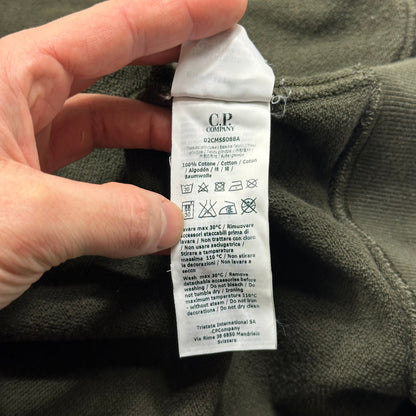 C.P.
COMPANY
02CMSS088A
100% Cotone / Cotton / Coton
/ Algodón /
Baumwolle
Lavare max 30°C / Rimuovere
accessori staccabili prima di
lavare / Non trattare con cloro
/ Non usare asciugatrice /
Stirare a temperatura
massima 110 °C / Non stirare
le decorazioni / Non lavare
a secco
Wash max 30°C / Remove
detachable accessories before
washing / Do not bleach / Do
not tumble dry / Ironing
maximum temperature 110°C
- without steam / Do not iron
decorations / Do not dry clean
Tristate International SA
CPCompany
Via Rime 38 6850 Mendrisio
Svizzera